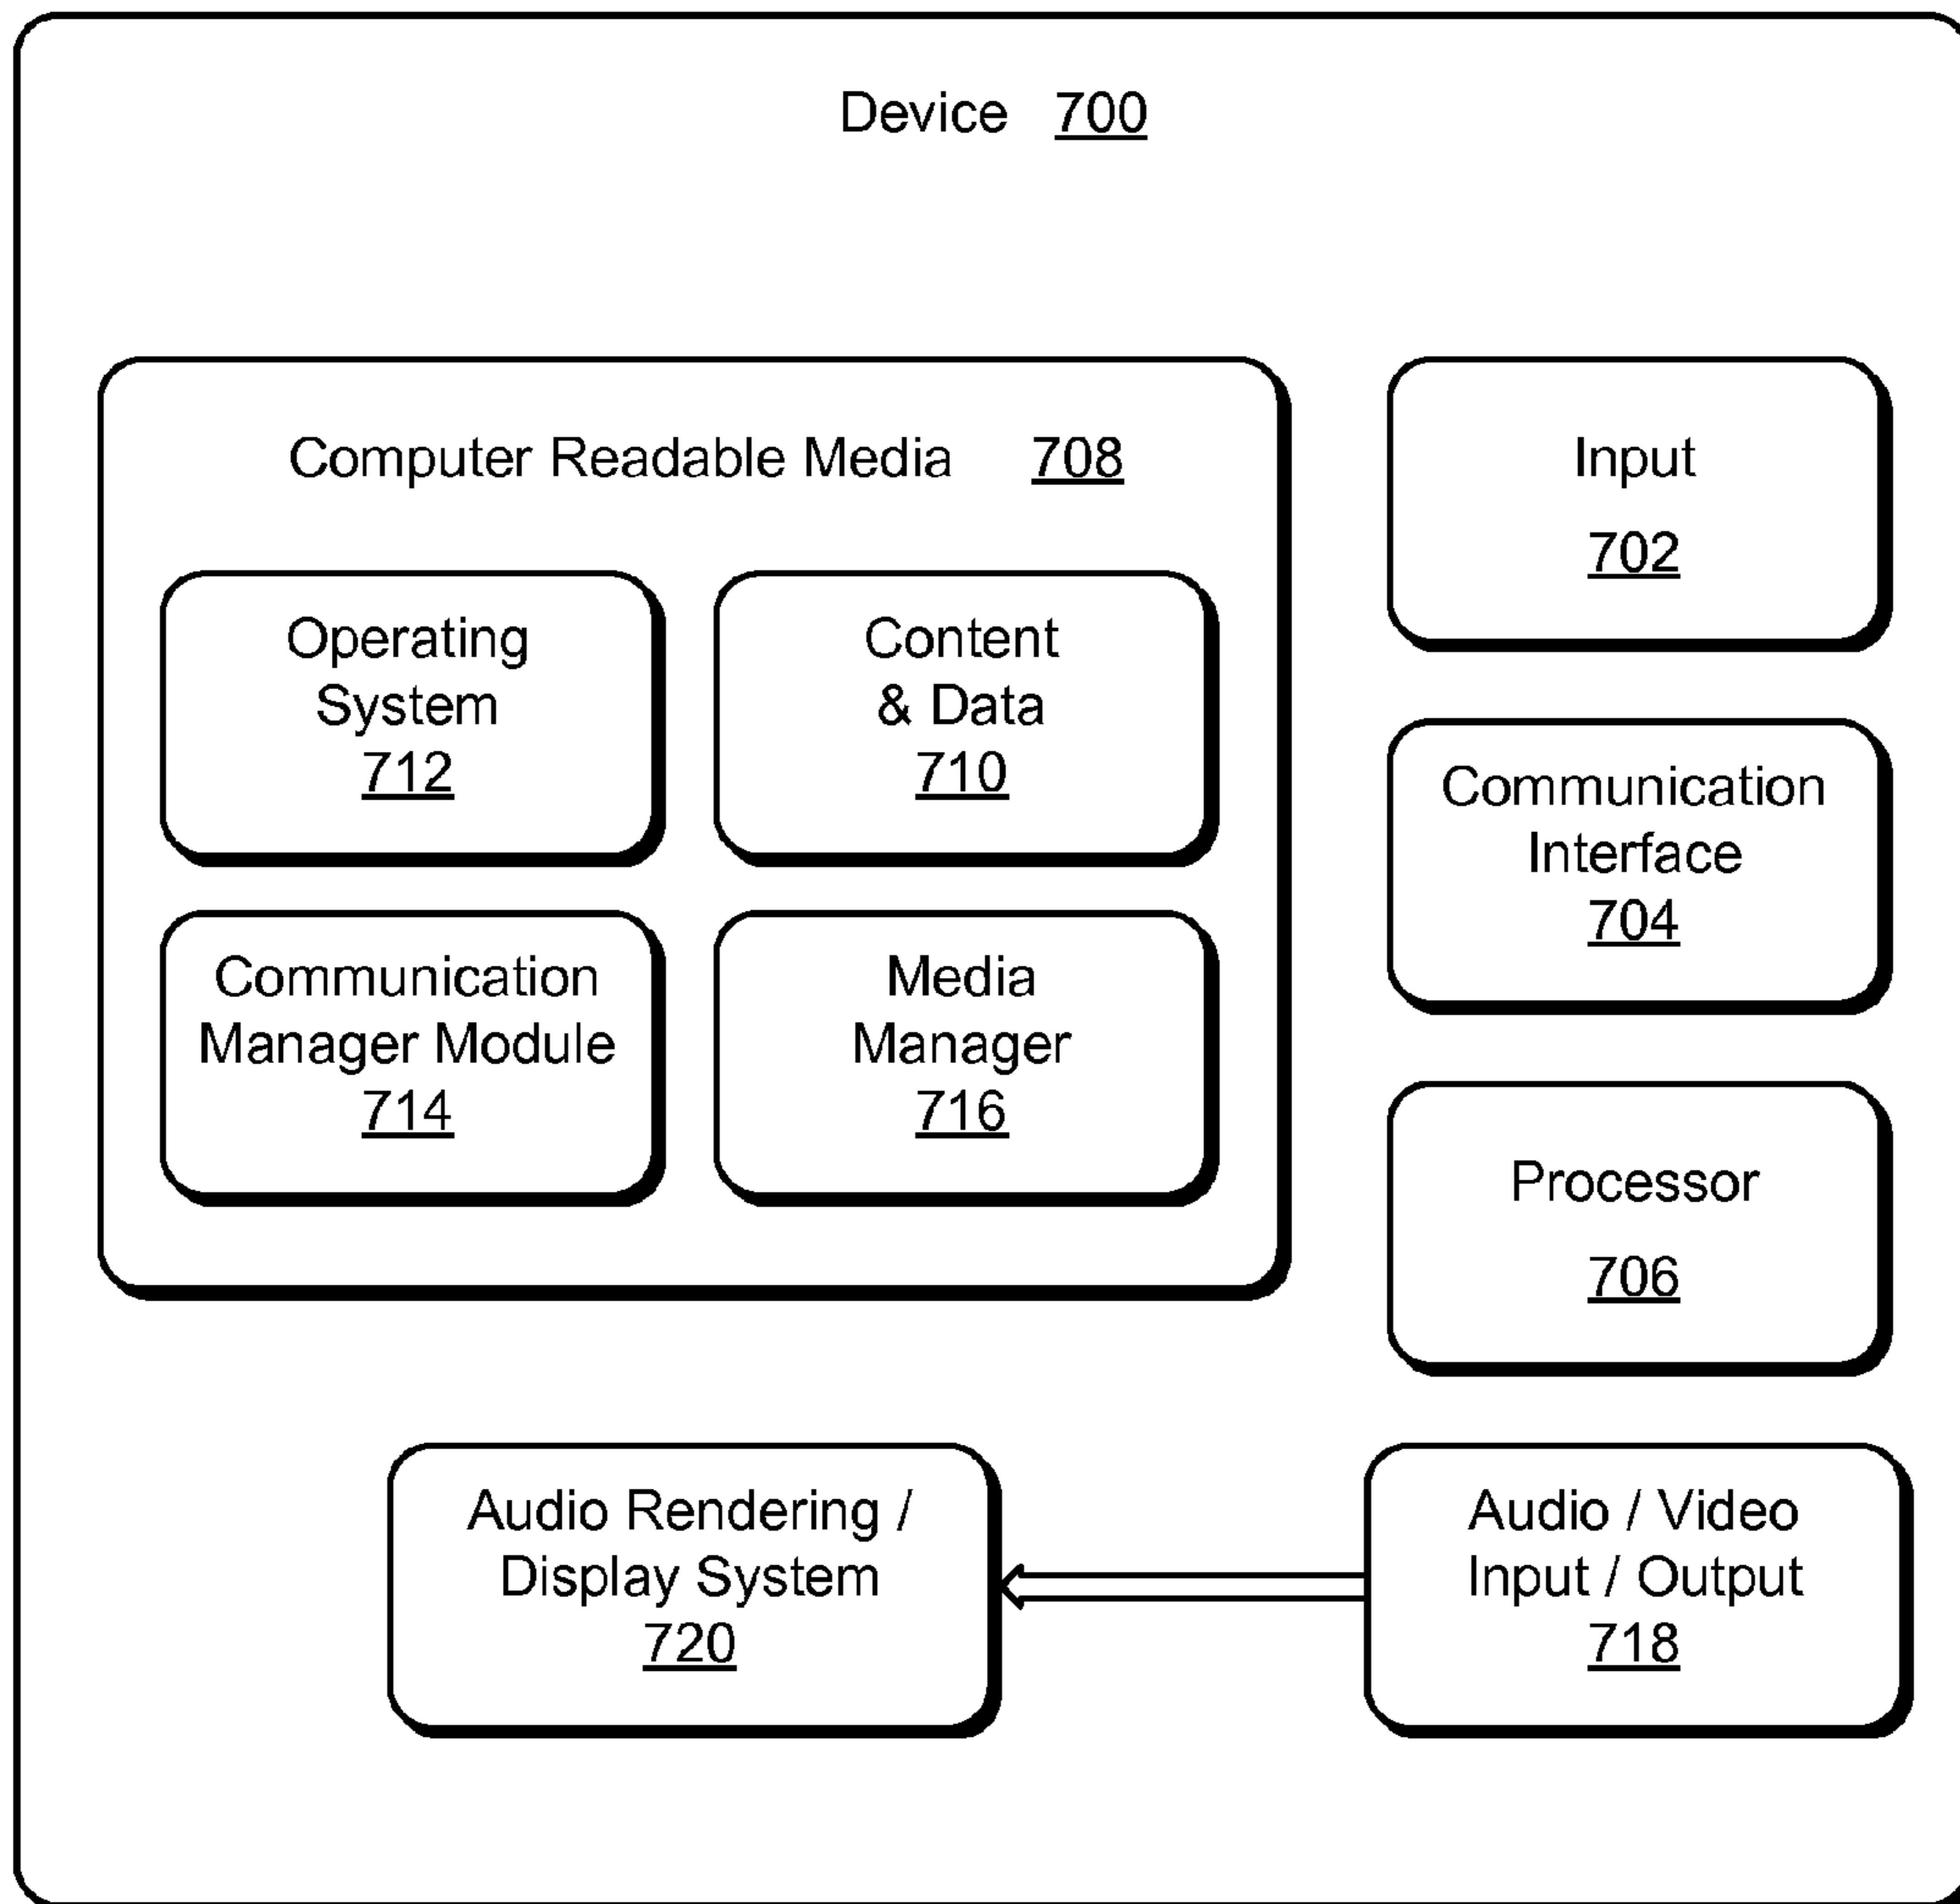 Device 700
Computer Readable Media 708
Operating
System
712
Content
& Data
710
Communication
Manager Module
714
Media
Manager
716
Input
702
Communication
Interface
704
Processor
706
Audio Rendering /
Display System
720
Audio / Video
Input / Output
718